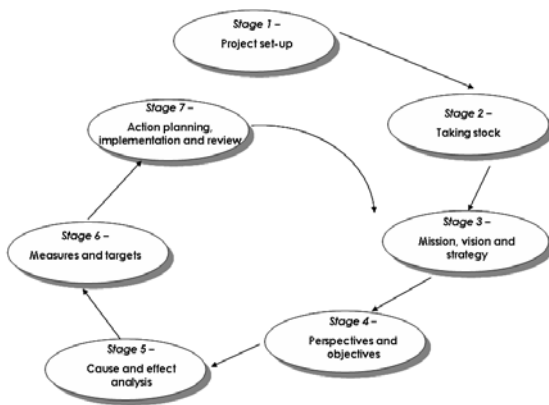 Stage 1 –
Project set-up
Stage 2 –
Taking stock
Stage 3 –
Mission, vision and
strategy
Stage 4 –
Perspectives and
objectives
Stage 5 –
Cause and effect
analysis
Stage 6 –
Measures and targets
Stage 7 –
Action planning,
implementation and review